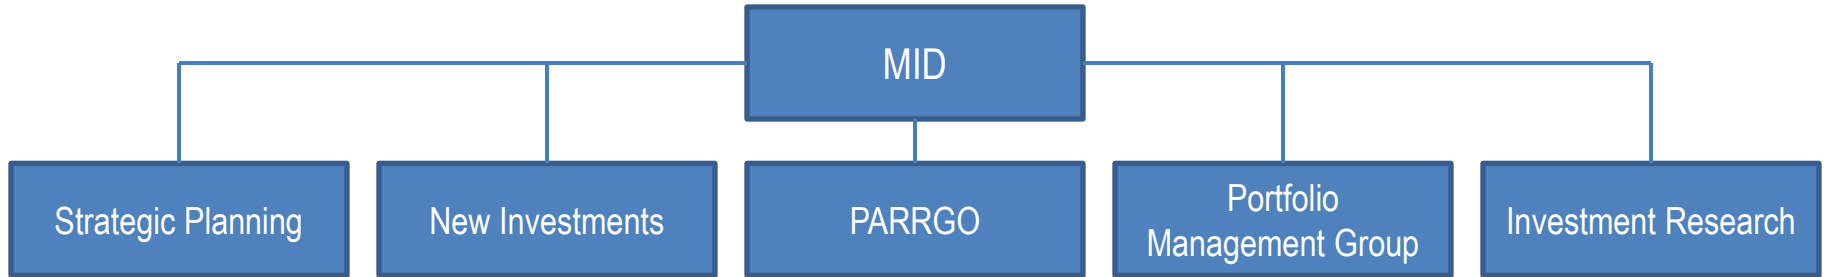 MID
Strategic Planning
New Investments
PARRGO
Portfolio
Management Group
Investment Research